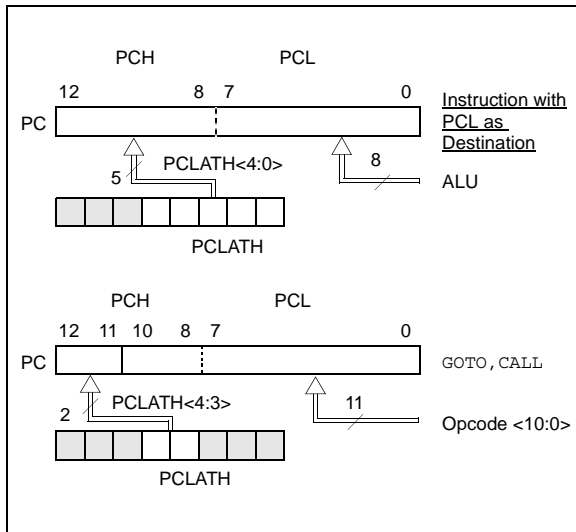 PCH PCL
12 8 7 0
PC
Instruction with
PCL as
Destination
5 PCLATH<4:0> 8
ALU
PCLATH
PCH PCL
12 11 10 8 7 0
PC GOTO, CALL
2 PCLATH<4:3> 11
Opcode <10:0>
PCLATH